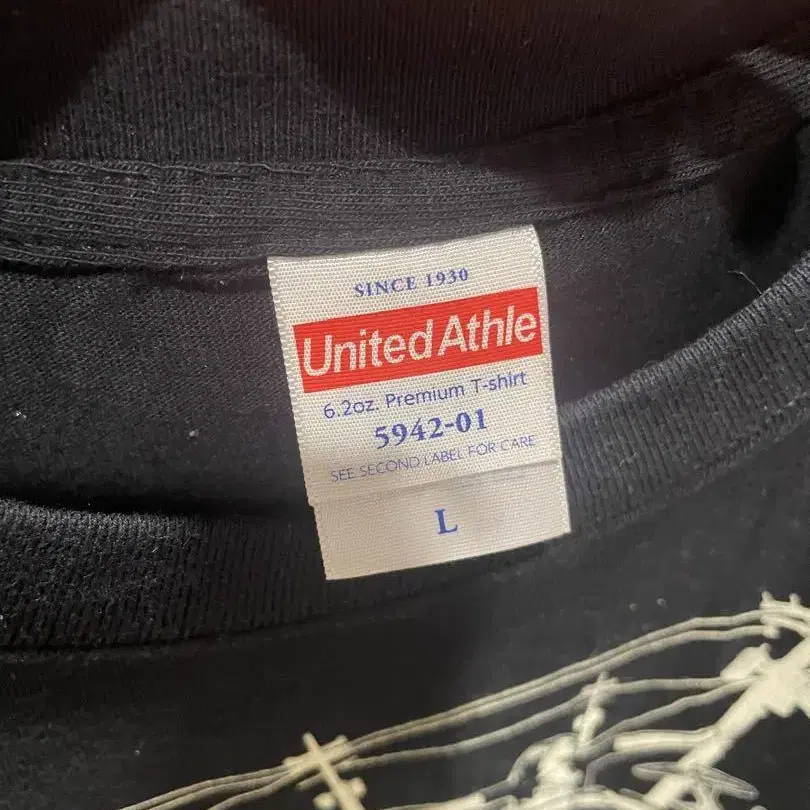 SINCE 1930
United Athle
6.2oz. Premium T-shirt
5942-01
SEE SECOND LABEL FOR CARE
L